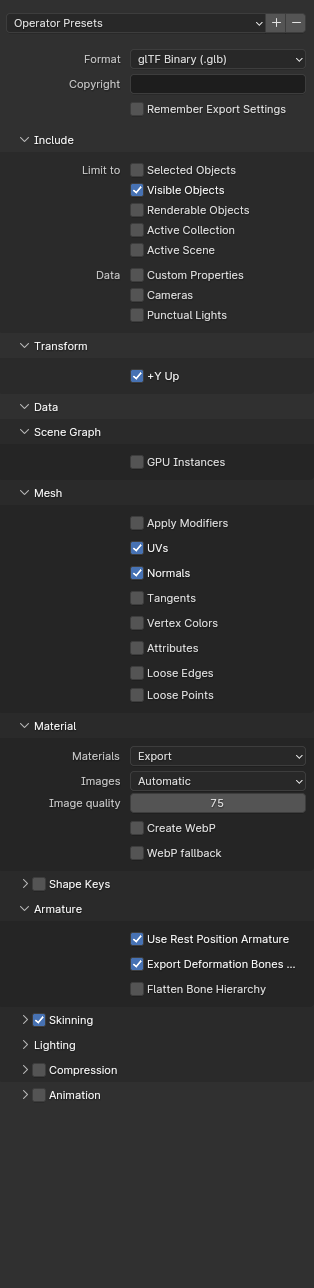 Operator Presets
Format glTF Binary (.glb)
Copyright
Remember Export Settings
Include
Limit to Selected Objects
Visible Objects
Renderable Objects
Active Collection
Active Scene
Data Custom Properties
Cameras
Punctual Lights
Transform
+Y Up
Data
Scene Graph
GPU Instances
Mesh
Apply Modifiers
UVs
Normals
Tangents
Vertex Colors
Attributes
Loose Edges
Loose Points
Material
Materials Export
Images Automatic
Image quality 75
Create WebP
WebP fallback
Shape Keys
Armature
Use Rest Position Armature
Export Deformation Bones ...
Flatten Bone Hierarchy
Skinning
Lighting
Compression
Animation